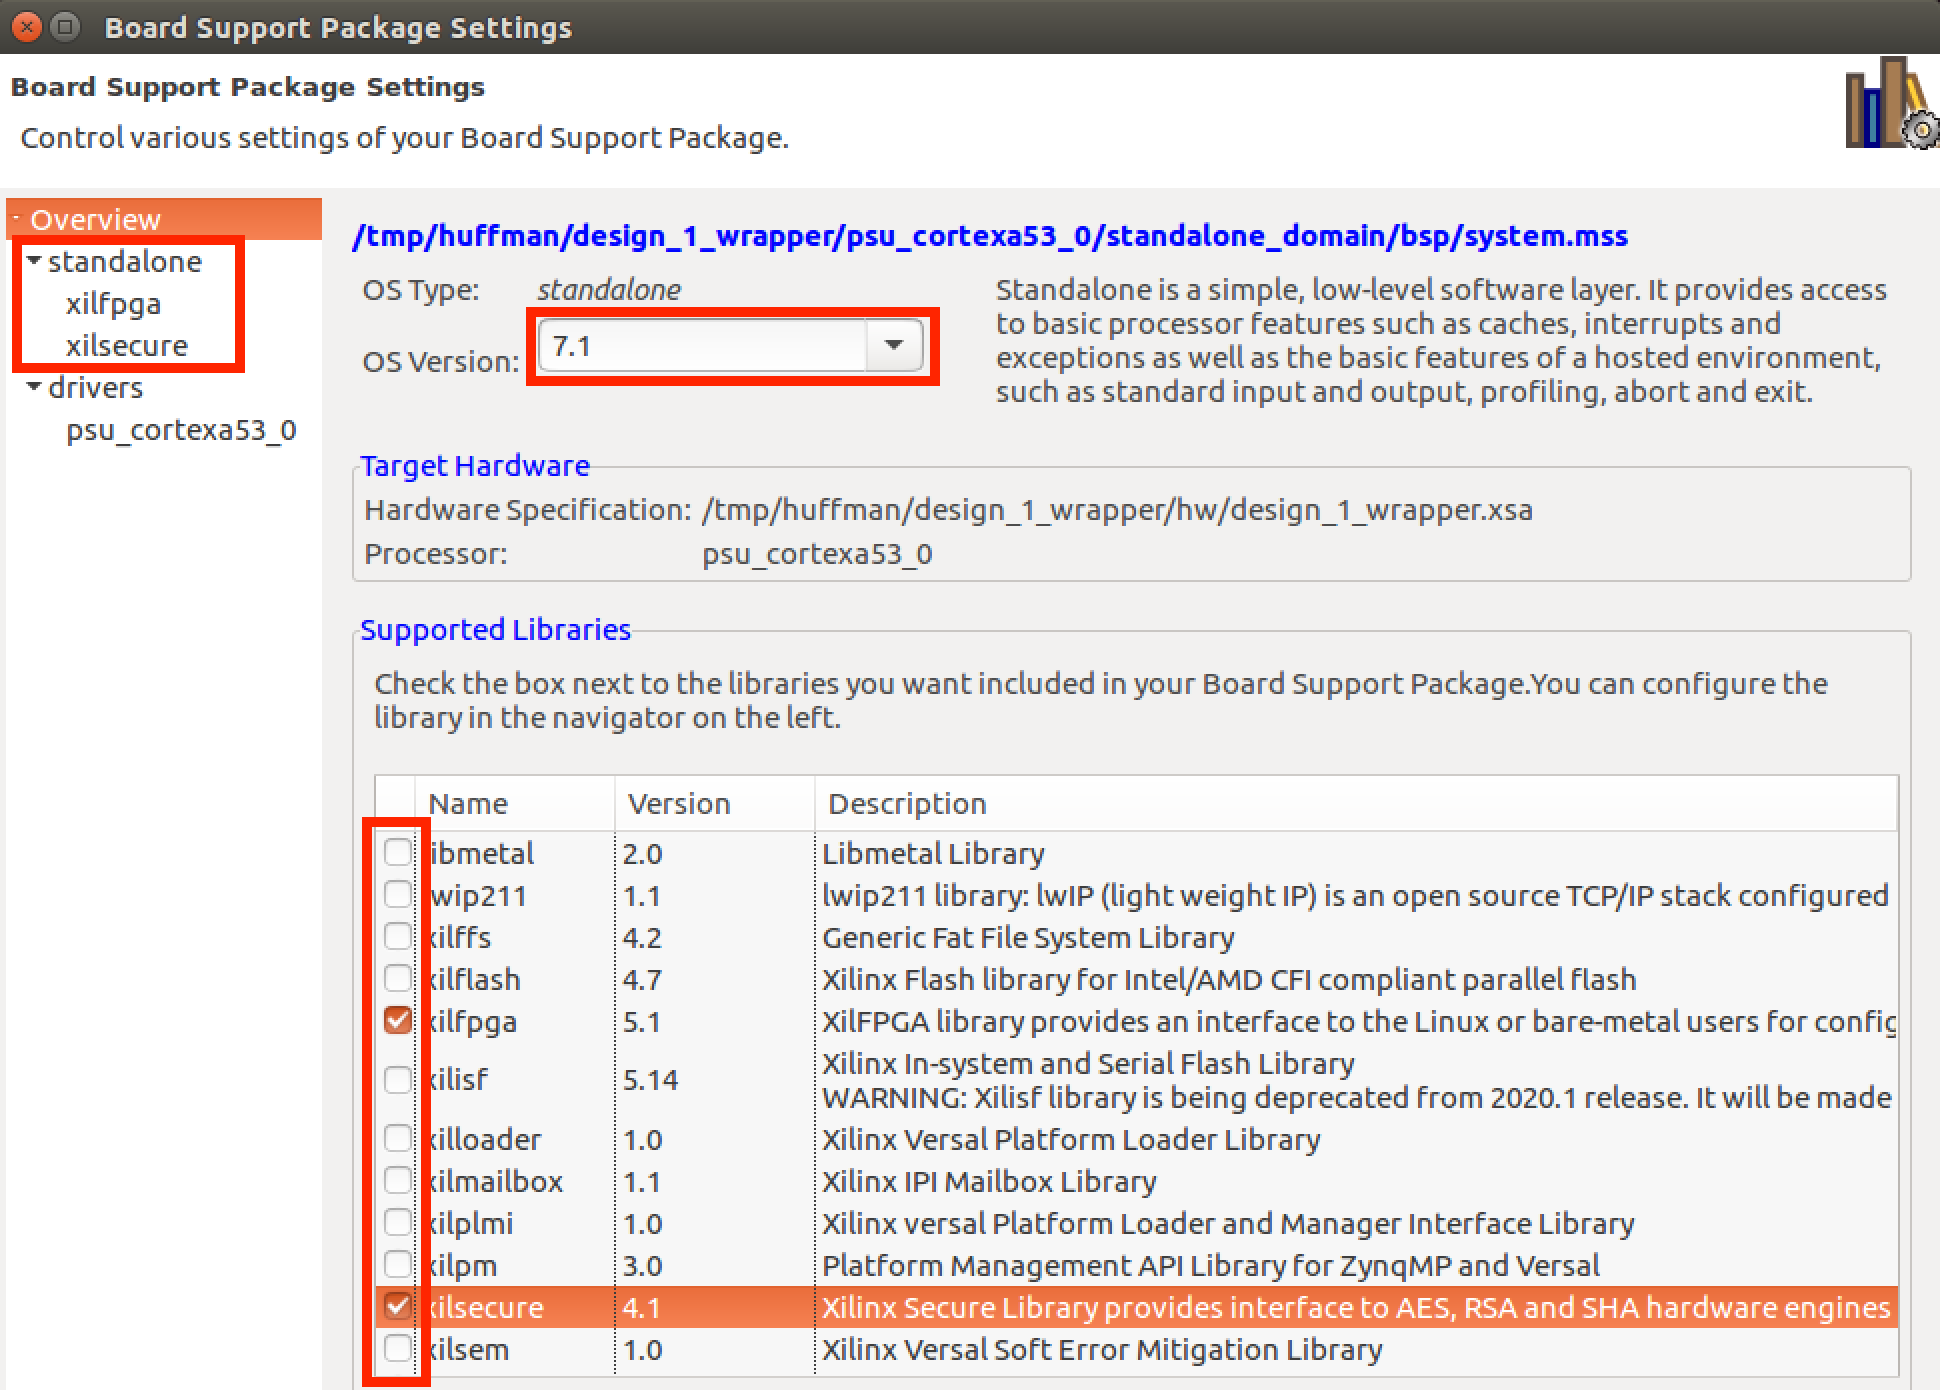 Board Support Package Settings
Board Support Package Settings
Control various settings of your Board Support Package.
Overview
standalone
xilfpga
xilsecure
drivers
psu_cortexa53_0
/tmp/huffman/design_1_wrapper/psu_cortexa53_0/standalone_domain/bsp/system.mss
OS Type: standalone
OS Version: 7.1
Standalone is a simple, low-level software layer. It provides access
to basic processor features such as caches, interrupts and
exceptions as well as the basic features of a hosted environment,
such as standard input and output, profiling, abort and exit.
Target Hardware
Hardware Specification: /tmp/huffman/design_1_wrapper/hw/design_1_wrapper.xsa
Processor: psu_cortexa53_0
Supported Libraries
Check the box next to the libraries you want included in your Board Support Package.You can configure the
library in the navigator on the left.
Name Version Description
libmetal 2.0 Libmetal Library
lwip211 1.1 lwip211 library: lwIP (light weight IP) is an open source TCP/IP stack configured
xilffs 4.2 Generic Fat File System Library
xilflash 4.7 Xilinx Flash library for Intel/AMD CFI compliant parallel flash
xilfpga 5.1 XilFPGA library provides an interface to the Linux or bare-metal users for config
xilisf 5.14 Xilinx In-system and Serial Flash Library
WARNING: Xilisf library is being deprecated from 2020.1 release. It will be made
xilloader 1.0 Xilinx Versal Platform Loader Library
xilmailbox 1.1 Xilinx IPI Mailbox Library
xilplmi 1.0 Xilinx versal Platform Loader and Manager Interface Library
xilpm 3.0 Platform Management API Library for ZynqMP and Versal
xilsecure 4.1 Xilinx Secure Library provides interface to AES, RSA and SHA hardware engines
xilsem 1.0 Xilinx Versal Soft Error Mitigation Library